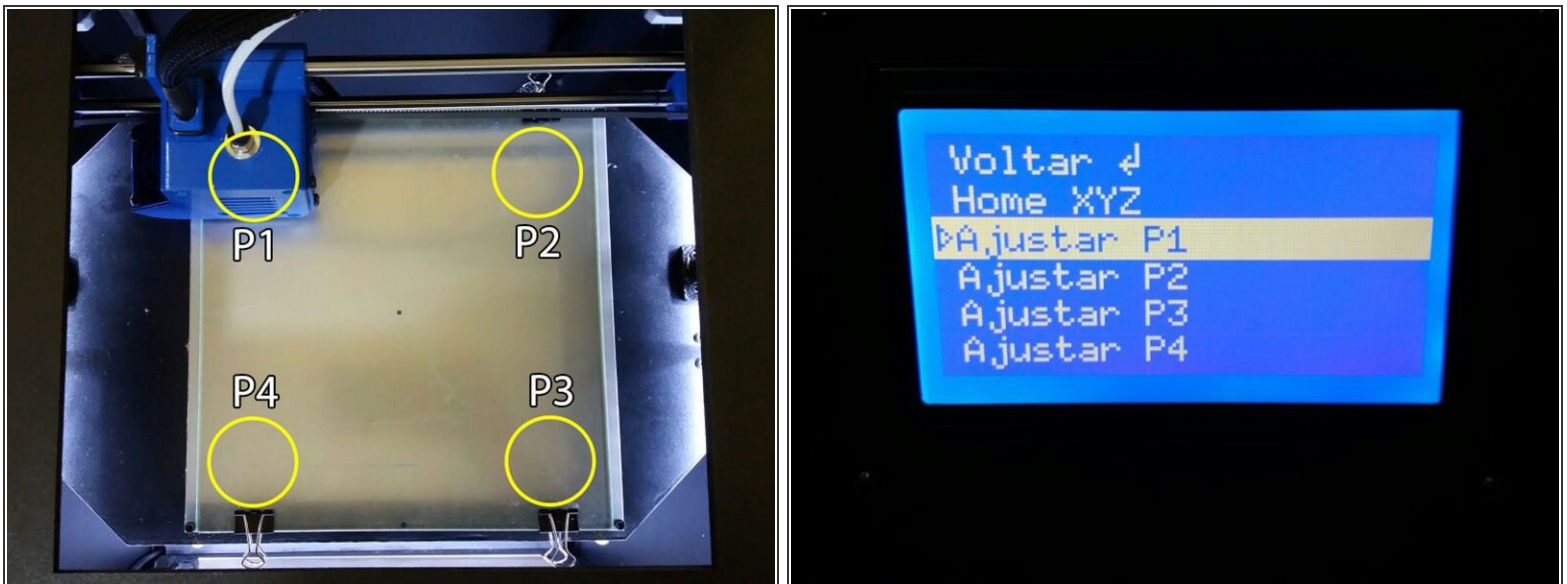 P1
P2
P4
P3
Voltar ↲
Home XYZ
▷Ajustar P1
Ajustar P2
Ajustar P3
Ajustar P4